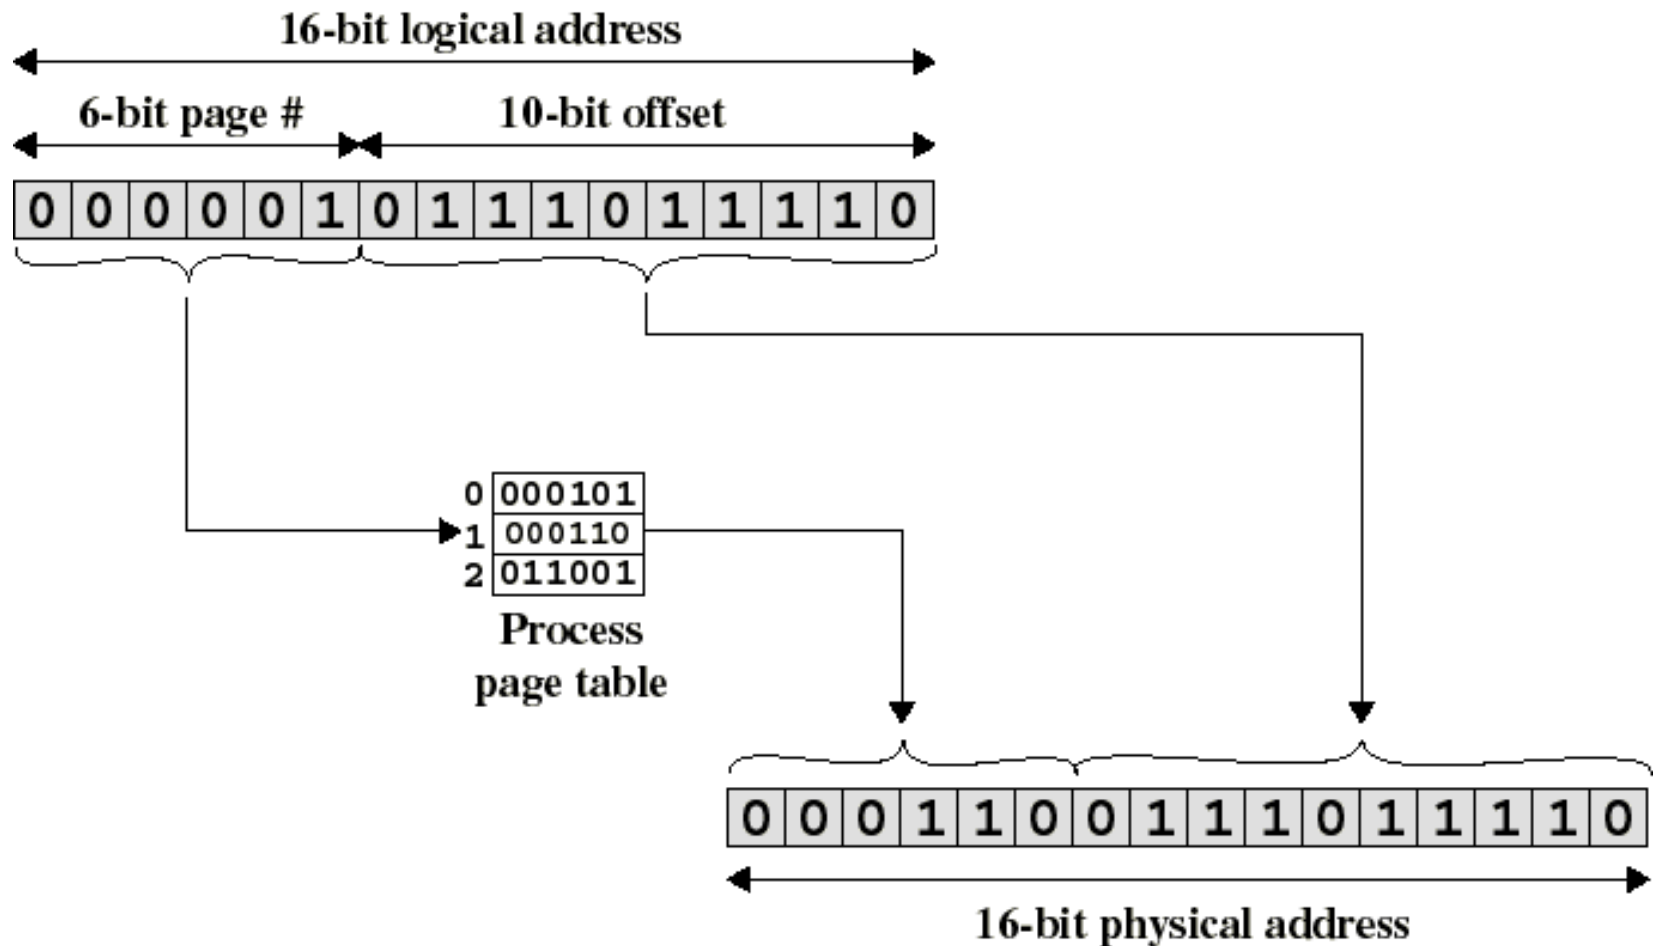 16-bit logical address
6-bit page # 10-bit offset
0 0 0 0 0 1 0 1 1 1 0 1 1 1 1 0
0 000101
1 000110
2 011001
Process
page table
0 0 0 1 1 0 0 1 1 1 0 1 1 1 1 0
16-bit physical address